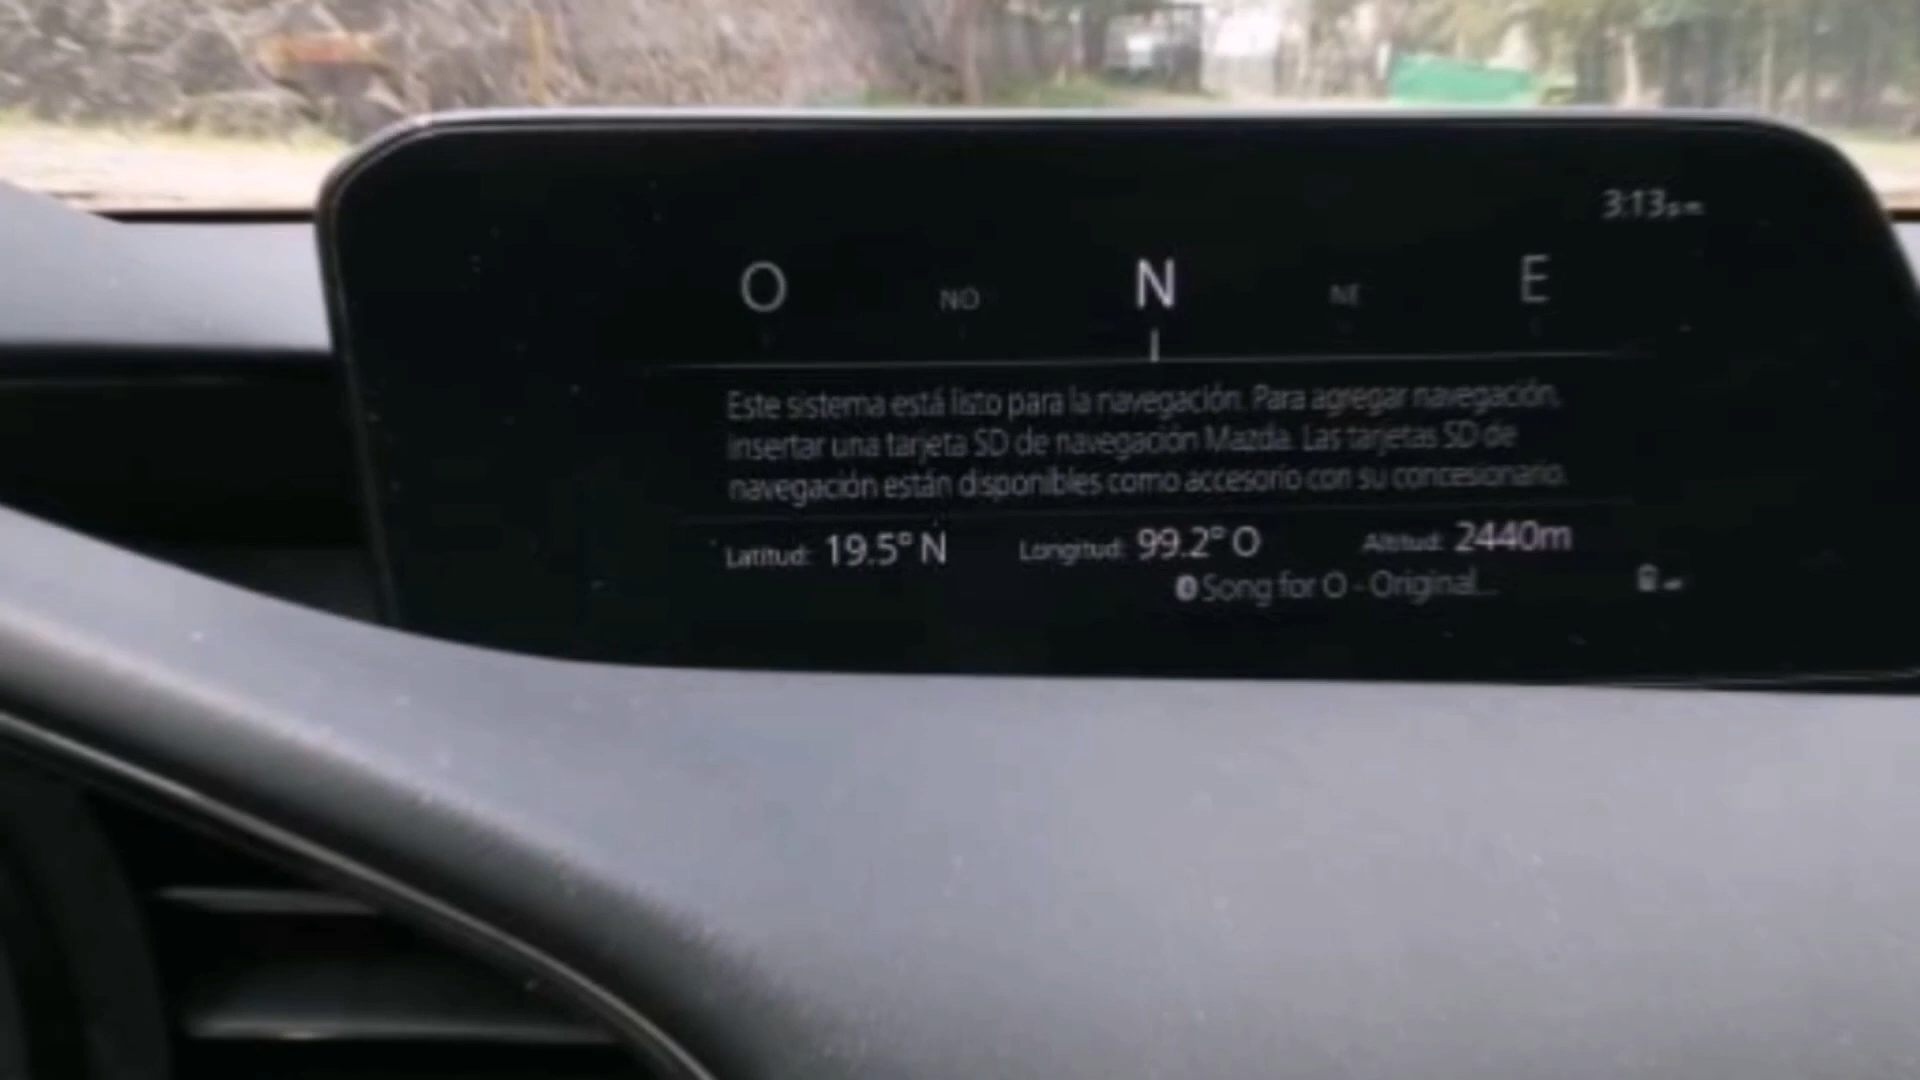 3:13 p.m.
O NO N NE E
Este sistema está listo para la navegación. Para agregar navegación,
insertar una tarjeta SD de navegación Mazda. Las tarjetas SD de
navegación están disponibles como accesorio con su concesionario.
Latitud: 19.5° N Longitud: 99.2° O Altitud: 2440m
Song for O - Original...